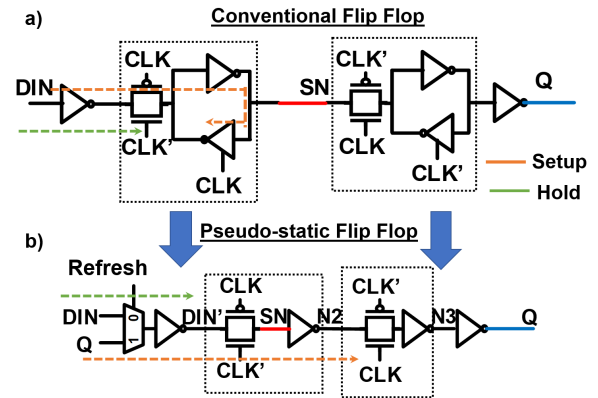 Conventional Flip Flop
a)
CLK
CLK'
DIN
SN
Q
CLK'
CLK
CLK
CLK'
Setup
Hold
Pseudo-static Flip Flop
b)
Refresh
CLK
CLK'
DIN
0
DIN'
SN
N2
N3
Q
Q
1
CLK'
CLK